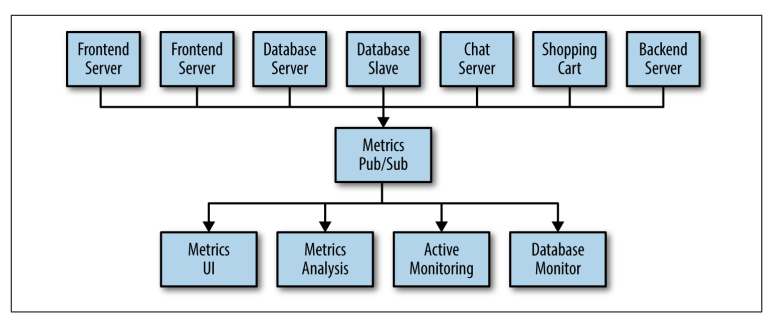 Frontend
Server
Frontend
Server
Database
Server
Database
Slave
Chat
Server
Shopping
Cart
Backend
Server
Metrics
Pub/Sub
Metrics
UI
Metrics
Analysis
Active
Monitoring
Database
Monitor